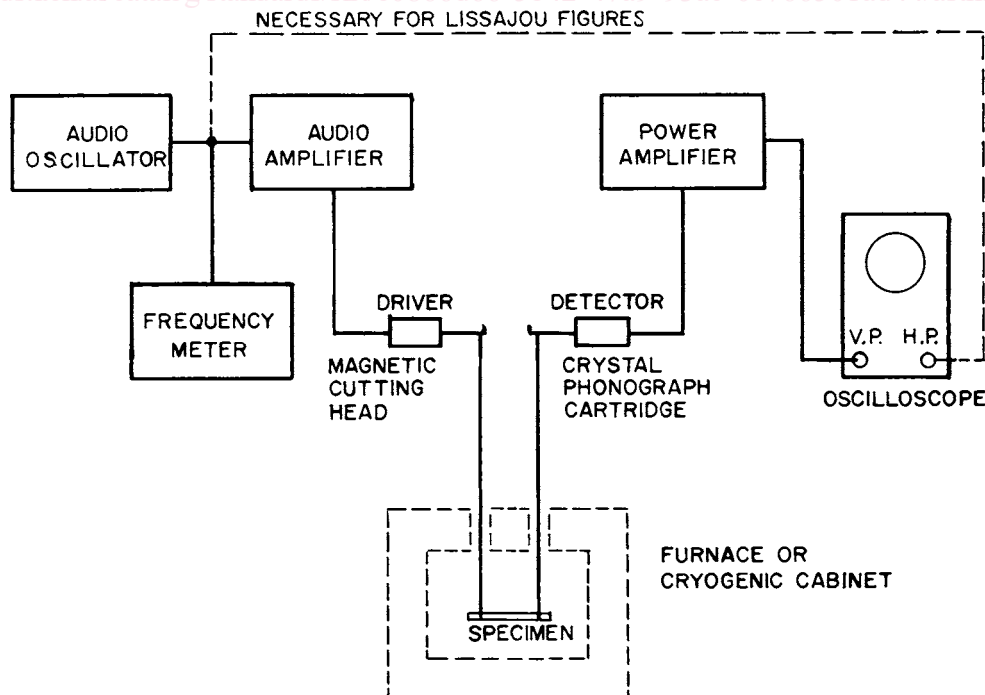 NECESSARY FOR LISSAJOU FIGURES
AUDIO
OSCILLATOR
AUDIO
AMPLIFIER
POWER
AMPLIFIER
FREQUENCY
METER
DRIVER
MAGNETIC
CUTTING
HEAD
DETECTOR
CRYSTAL
PHONOGRAPH
CARTRIDGE
V.P. H.P.
OSCILLOSCOPE
FURNACE OR
CRYOGENIC CABINET
SPECIMEN